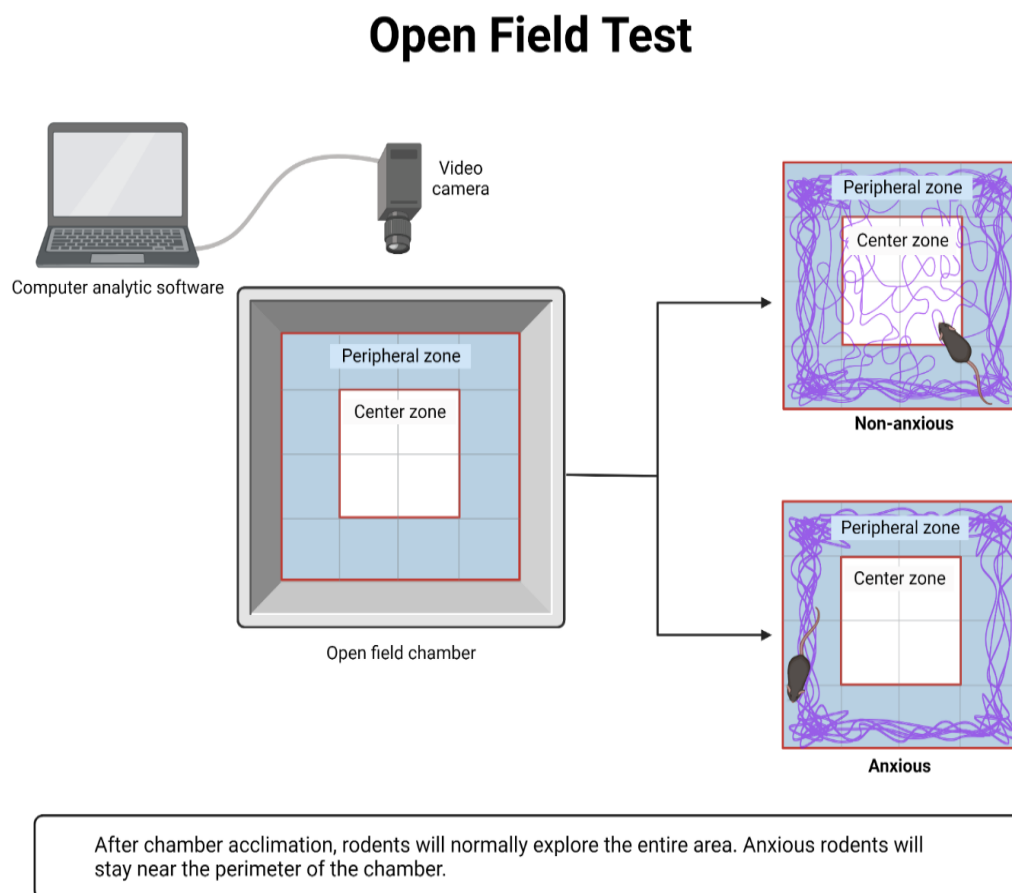 Open Field Test
Video
camera
Computer analytic software
Peripheral zone
Center zone
Open field chamber
Peripheral zone
Center zone
Non-anxious
Peripheral zone
Center zone
Anxious
After chamber acclimation, rodents will normally explore the entire area. Anxious rodents will
stay near the perimeter of the chamber.